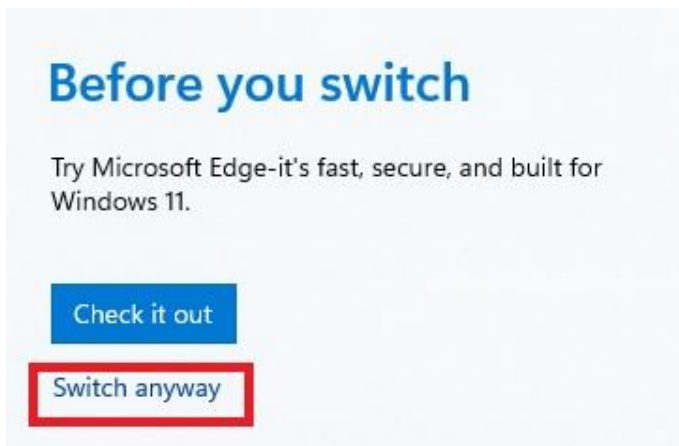 Before you switch
Try Microsoft Edge-it's fast, secure, and built for
Windows 11.
Check it out
Switch anyway